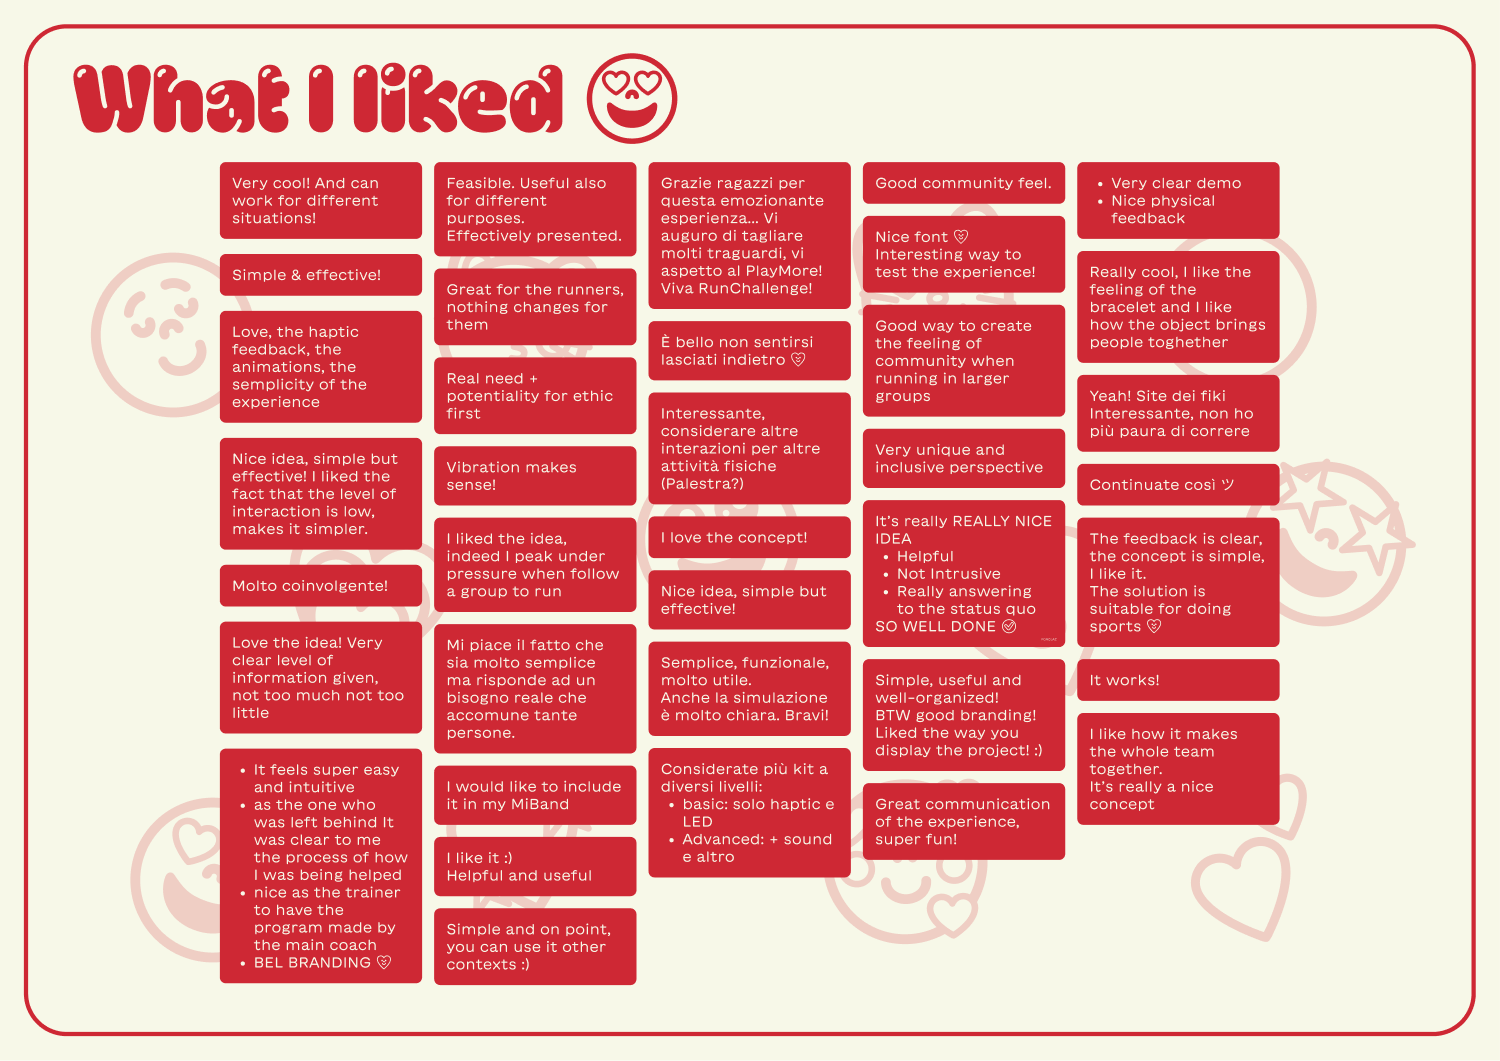 What I liked
Very cool! And can
work for different
situations!
Simple & effective!
Love, the haptic
feedback, the
animations, the
semplicity of the
experience
Nice idea, simple but
effective! I liked the
fact that the level of
interaction is low,
makes it simpler.
Molto coinvolgente!
Love the idea! Very
clear level of
information given,
not too much not too
little
• It feels super easy
and intuitive
• as the one who
was left behind It
was clear to me
the process of how
I was being helped
• nice as the trainer
to have the
program made by
the main coach
• BEL BRANDING
Feasible. Useful also
for different
purposes.
Effectively presented.
Great for the runners,
nothing changes for
them
Real need +
potentiality for ethic
first
Vibration makes
sense!
I liked the idea,
indeed I peak under
pressure when follow
a group to run
Mi piace il fatto che
sia molto semplice
ma risponde ad un
bisogno reale che
accomune tante
persone.
I would like to include
it in my MiBand
I like it :)
Helpful and useful
Simple and on point,
you can use it other
contexts :)
Grazie ragazzi per
questa emozionante
esperienza... Vi
auguro di tagliare
molti traguardi, vi
aspetto al PlayMore!
Viva RunChallenge!
È bello non sentirsi
lasciati indietro
Interessante,
considerare altre
interazioni per altre
attività fisiche
(Palestra?)
I love the concept!
Nice idea, simple but
effective!
Semplice, funzionale,
molto utile.
Anche la simulazione
è molto chiara. Bravi!
Considerate più kit a
diversi livelli:
• basic: solo haptic e
LED
• Advanced: + sound
e altro
Good community feel.
Nice font
Interesting way to
test the experience!
Good way to create
the feeling of
community when
running in larger
groups
Very unique and
inclusive perspective
It's really REALLY NICE
IDEA
• Helpful
• Not Intrusive
• Really answering
to the status quo
SO WELL DONE
Simple, useful and
well-organized!
BTW good branding!
Liked the way you
display the project! :)
Great communication
of the experience,
super fun!
• Very clear demo
• Nice physical
feedback
Really cool, I like the
feeling of the
bracelet and I like
how the object brings
people toghether
Yeah! Site dei fiki
Interessante, non ho
più paura di correre
Continuate così ツ
The feedback is clear,
the concept is simple,
I like it.
The solution is
suitable for doing
sports
It works!
I like how it makes
the whole team
together.
It's really a nice
concept